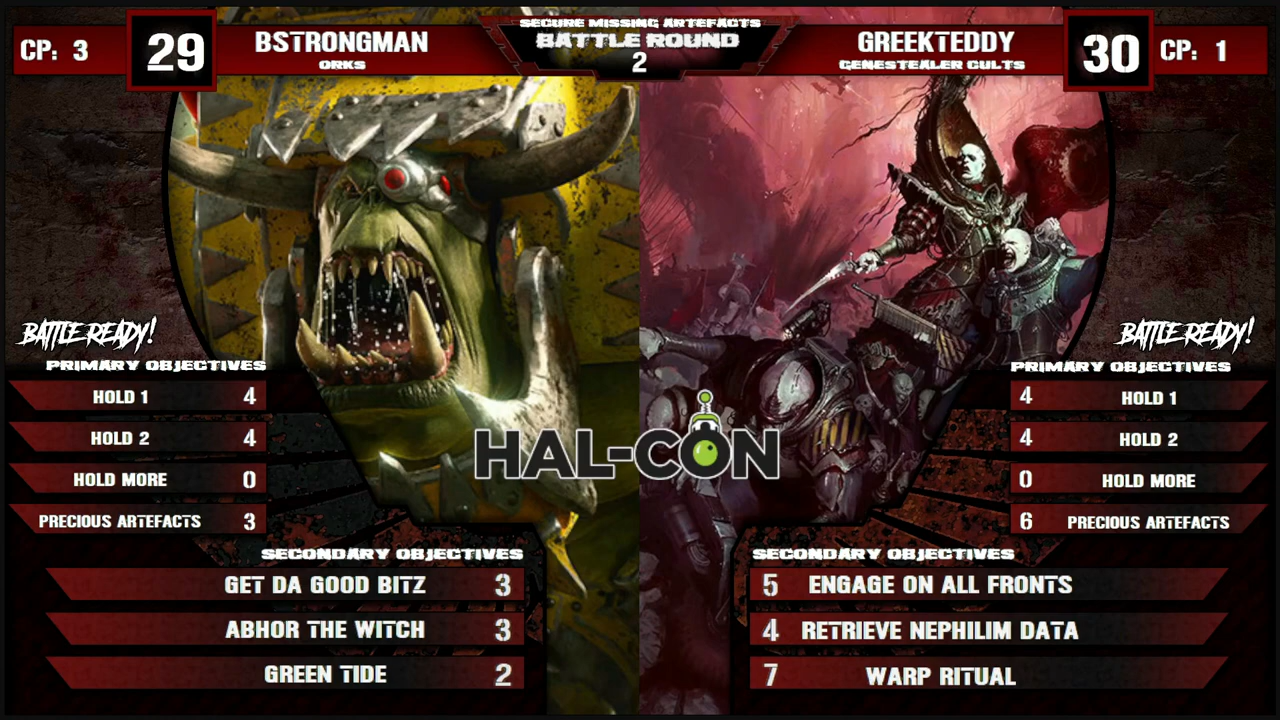 SECURE MISSING ARTEFACTS
CP: 3
29
BSTRONGMAN
ORKS
BATTLE ROUND
2
GREEKTEDDY
GENESTEALER CULTS
30
CP: 1
BATTLE READY!
PRIMARY OBJECTIVES
HOLD 1 4
HOLD 2 4
HOLD MORE 0
PRECIOUS ARTEFACTS 3
BATTLE READY!
PRIMARY OBJECTIVES
4 HOLD 1
4 HOLD 2
0 HOLD MORE
6 PRECIOUS ARTEFACTS
HAL-CON
SECONDARY OBJECTIVES
GET DA GOOD BITZ 3
ABHOR THE WITCH 3
GREEN TIDE 2
SECONDARY OBJECTIVES
5 ENGAGE ON ALL FRONTS
4 RETRIEVE NEPHILIM DATA
7 WARP RITUAL